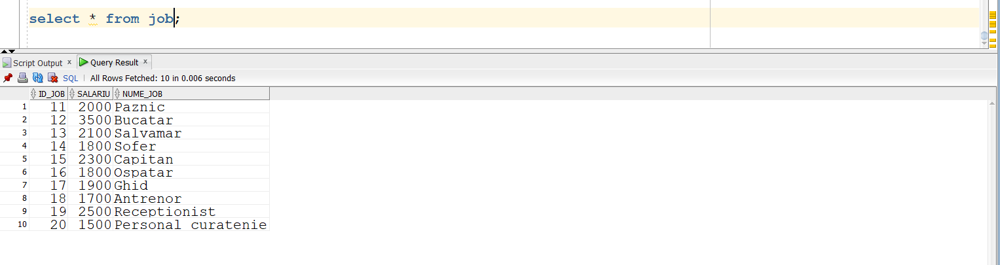 select * from job;
Script Output x Query Result x
SQL | All Rows Fetched: 10 in 0.006 seconds
ID_JOB SALARIU NUME_JOB
1 11 2000 Paznic
2 12 3500 Bucatar
3 13 2100 Salvamar
4 14 1800 Sofer
5 15 2300 Capitan
6 16 1800 Ospatar
7 17 1900 Ghid
8 18 1700 Antrenor
9 19 2500 Receptionist
10 20 1500 Personal curatenie